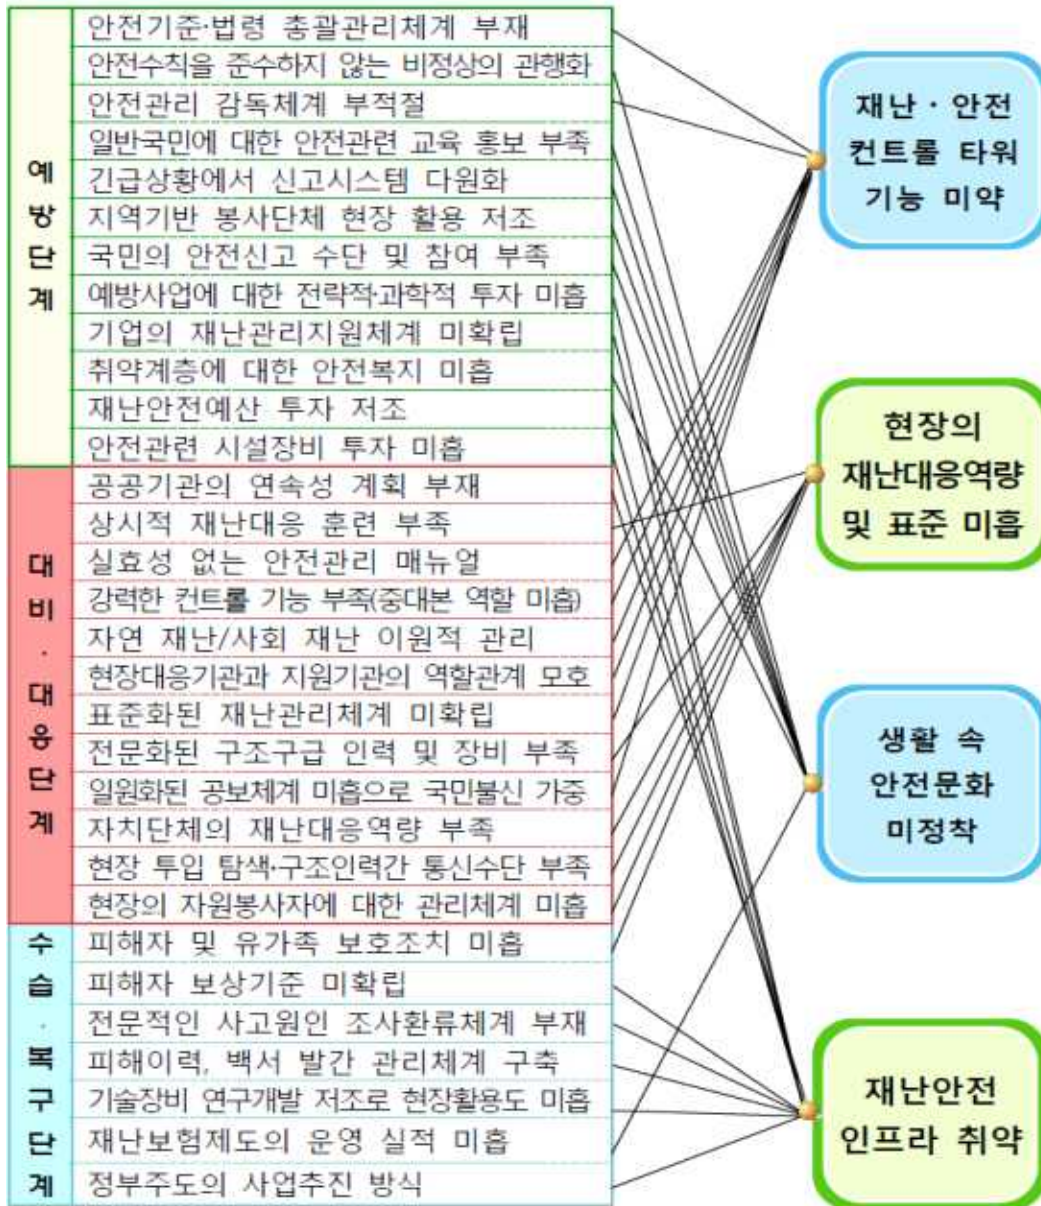 예방단계
안전기준·법령 총괄관리체계 부재
안전수칙을 준수하지 않는 비정상의 관행화
안전관리 감독체계 부적절
일반국민에 대한 안전관련 교육 홍보 부족
긴급상황에서 신고시스템 다원화
지역기반 봉사단체 현장 활용 저조
국민의 안전신고 수단 및 참여 부족
예방사업에 대한 전략적·과학적 투자 미흡
기업의 재난관리지원체계 미확립
취약계층에 대한 안전복지 미흡
재난안전예산 투자 저조
안전관련 시설장비 투자 미흡
대비·대응단계
공공기관의 연속성 계획 부재
상시적 재난대응 훈련 부족
실효성 없는 안전관리 매뉴얼
강력한 컨트롤 기능 부족(중대본 역할 미흡)
자연 재난/사회 재난 이원적 관리
현장대응기관과 지원기관의 역할관계 모호
표준화된 재난관리체계 미확립
전문화된 구조구급 인력 및 장비 부족
일원화된 공보체계 미흡으로 국민불신 가중
자치단체의 재난대응역량 부족
현장 투입 탐색·구조인력간 통신수단 부족
현장의 자원봉사자에 대한 관리체계 미흡
수습·복구단계
피해자 및 유가족 보호조치 미흡
피해자 보상기준 미확립
전문적인 사고원인 조사환류체계 부재
피해이력, 백서 발간 관리체계 구축
기술장비 연구개발 저조로 현장활용도 미흡
재난보험제도의 운영 실적 미흡
정부주도의 사업추진 방식
재난·안전
컨트롤 타워
기능 미약
현장의
재난대응역량
및 표준 미흡
생활 속
안전문화
미정착
재난안전
인프라 취약